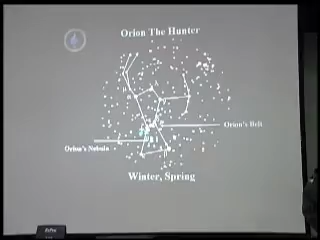 Orion The Hunter
Orion's Belt
Orion's Nebula
Winter, Spring